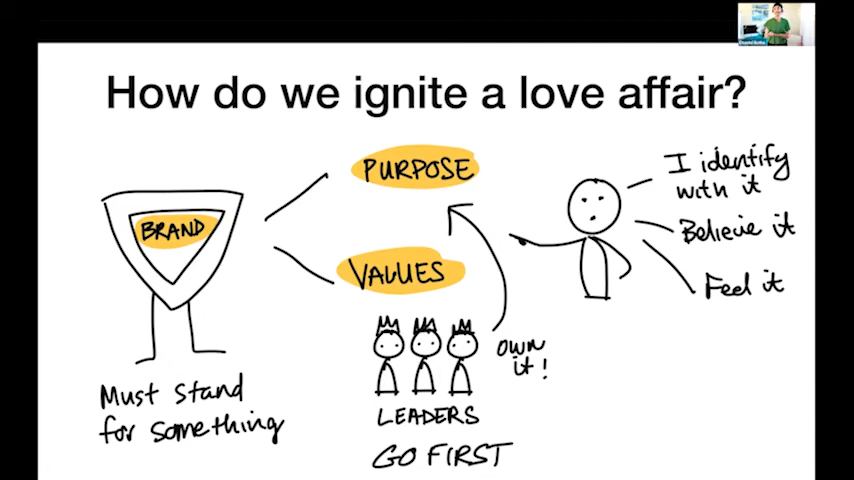 How do we ignite a love affair?
BRAND
Must stand
for something
PURPOSE
VALUES
LEADERS
GO FIRST
own
it!
I identify
with it
Believe it
Feel it